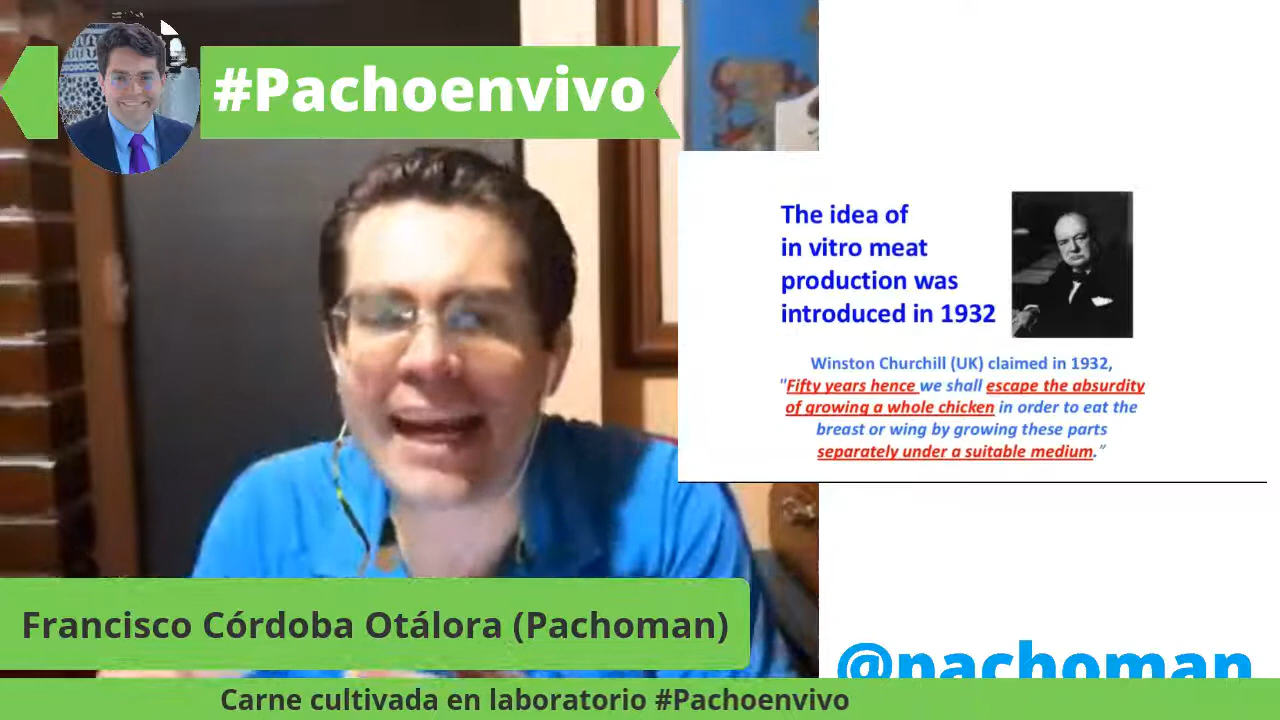 #Pachoenvivo
The idea of
in vitro meat
production was
introduced in 1932
Winston Churchill (UK) claimed in 1932,
"Fifty years hence we shall escape the absurdity
of growing a whole chicken in order to eat the
breast or wing by growing these parts
separately under a suitable medium."
Francisco Córdoba Otálora (Pachoman)
@pachoman
Carne cultivada en laboratorio #Pachoenvivo